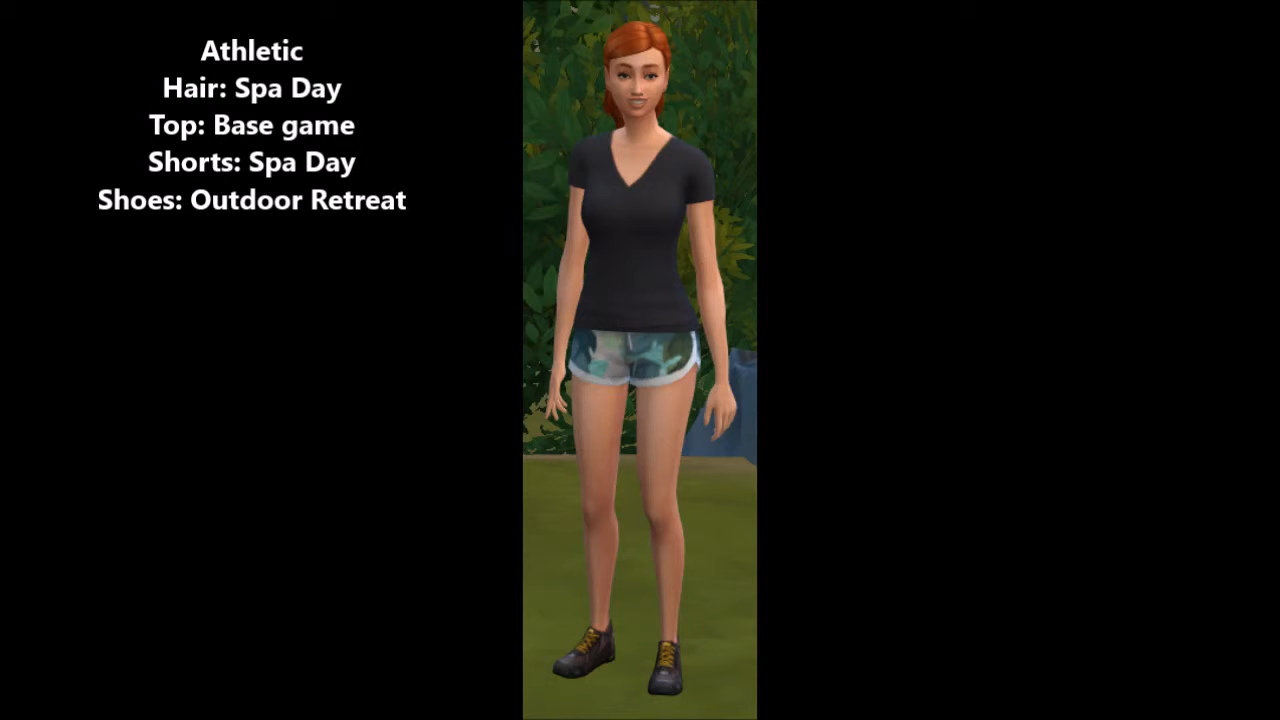 Athletic
Hair: Spa Day
Top: Base game
Shorts: Spa Day
Shoes: Outdoor Retreat